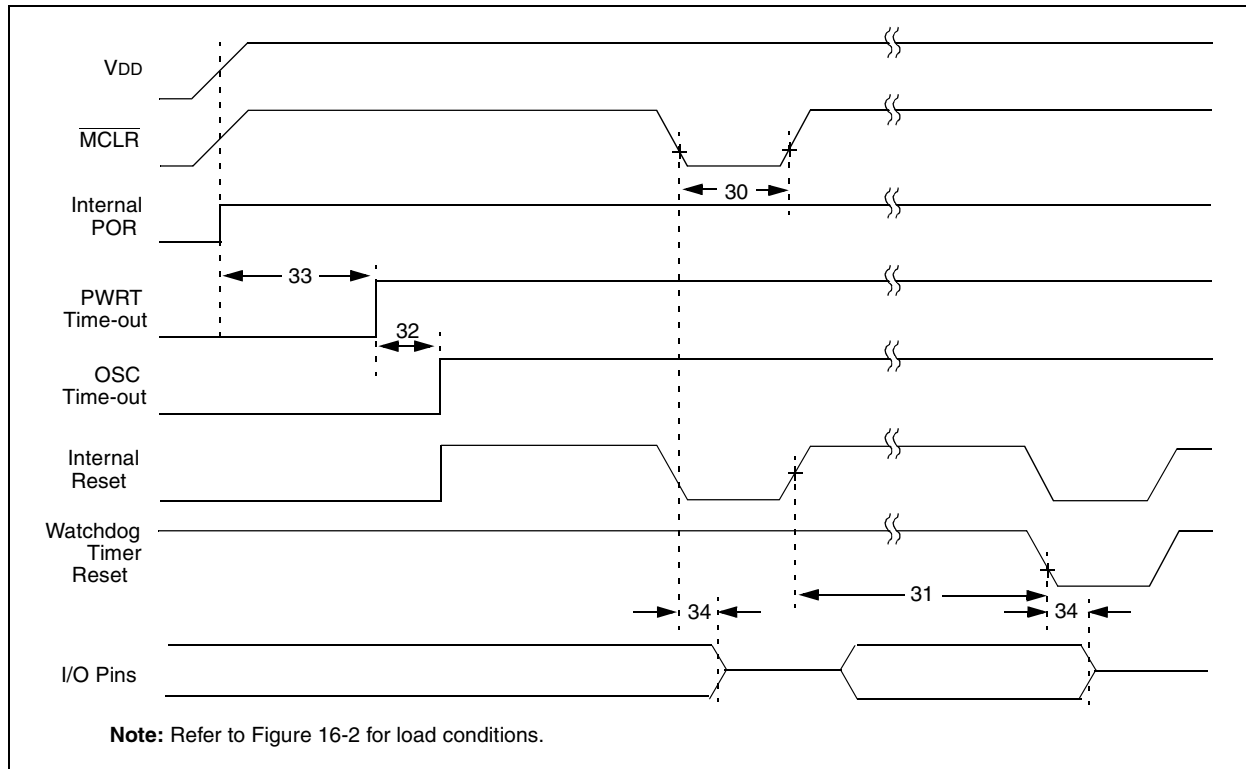 VDD
MCLR
Internal
POR
30
33
PWRT
Time-out
32
OSC
Time-out
Internal
Reset
Watchdog
Timer
Reset
31
34
34
I/O Pins
Note: Refer to Figure 16-2 for load conditions.